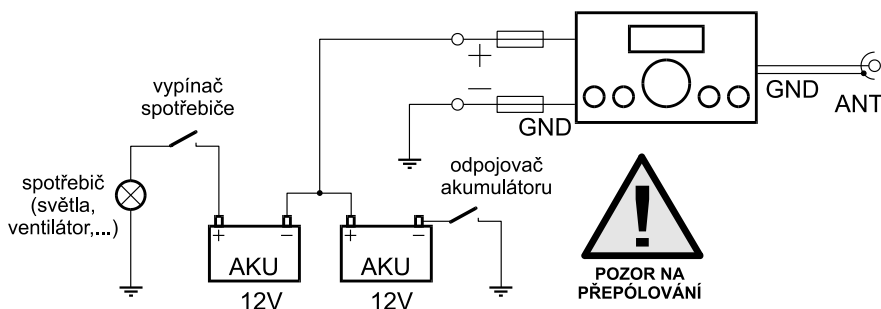 +
−
GND
GND
ANT
vypínač
spotřebiče
spotřebič
(světla,
ventilátor,...)
odpojovač
akumulátoru
+ −
AKU
12V
+ −
AKU
12V
!
POZOR NA
PŘEPÓLOVÁNÍ